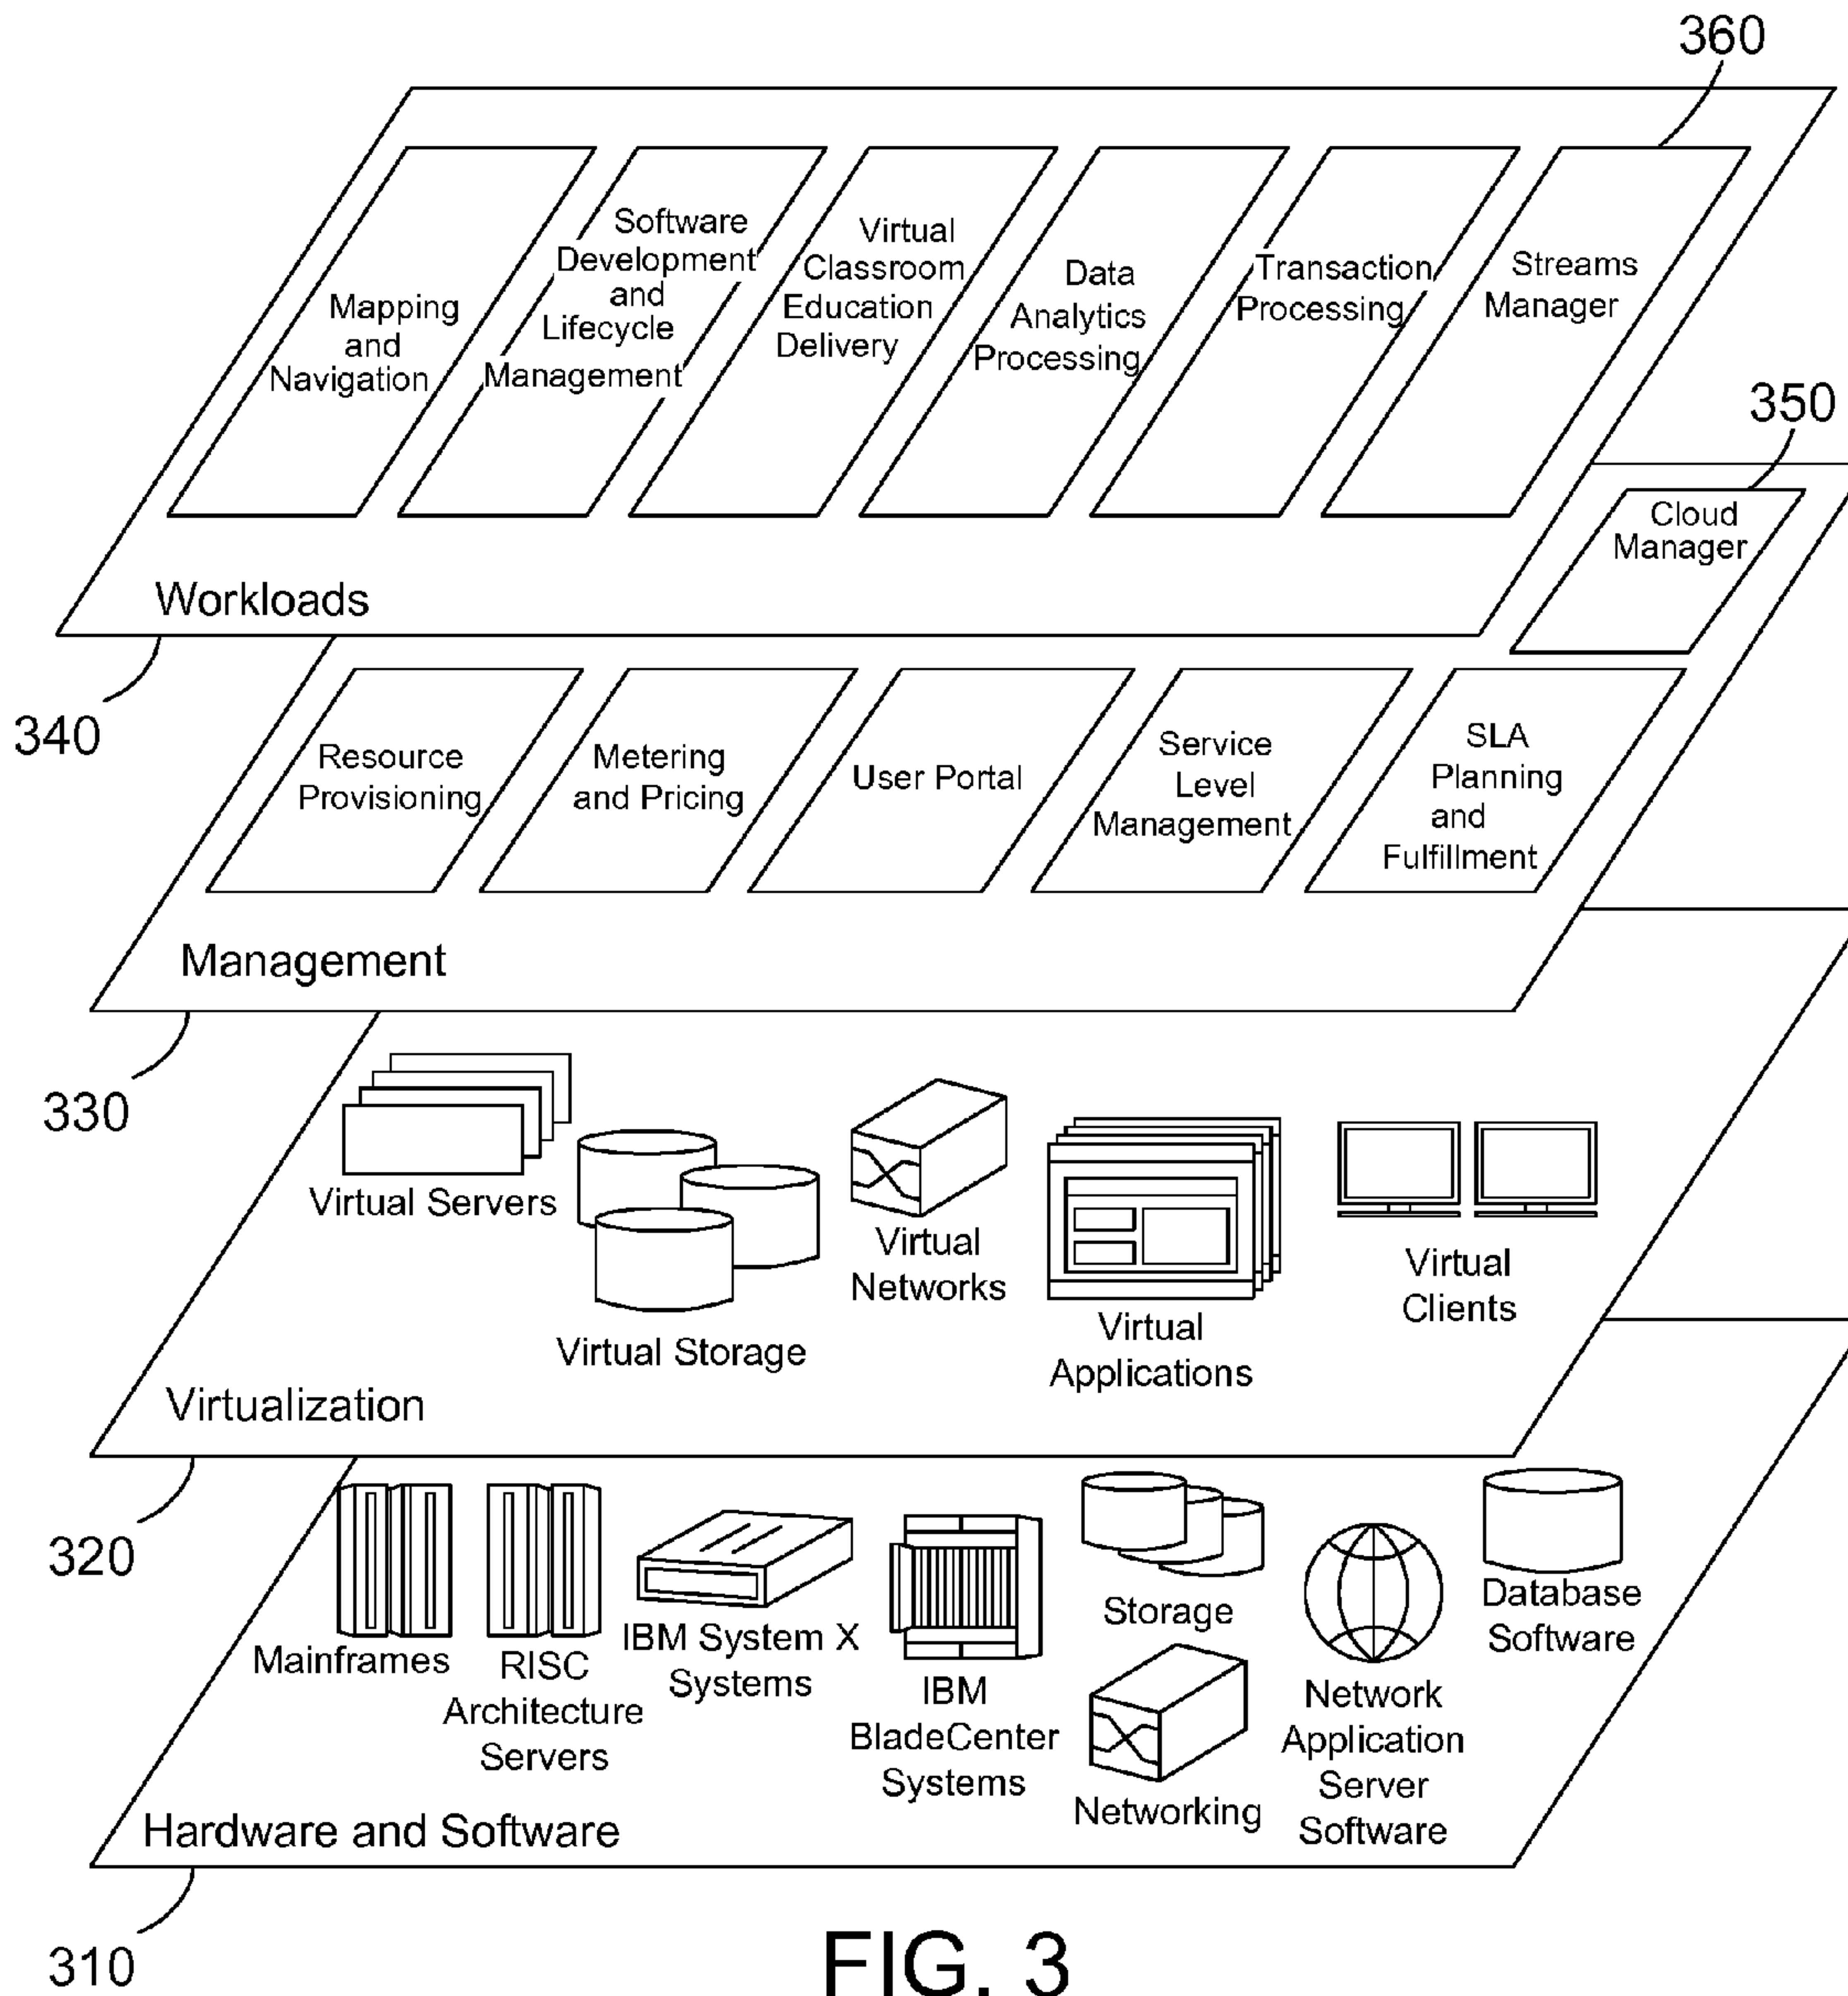 360
Mapping
and
Navigation
Software
Development
and
Lifecycle
Management
Virtual
Classroom
Education
Delivery
Data
Analytics
Processing
Transaction
Processing
Streams
Manager
350
Cloud
Manager
Workloads
340
Resource
Provisioning
Metering
and Pricing
User Portal
Service
Level
Management
SLA
Planning
and
Fulfillment
Management
330
Virtual Servers
Virtual Storage
Virtual
Networks
Virtual
Applications
Virtual
Clients
Virtualization
320
Mainframes
RISC
Architecture
Servers
IBM System X
Systems
IBM
BladeCenter
Systems
Storage
Networking
Network
Application
Server
Software
Database
Software
Hardware and Software
310
FIG. 3